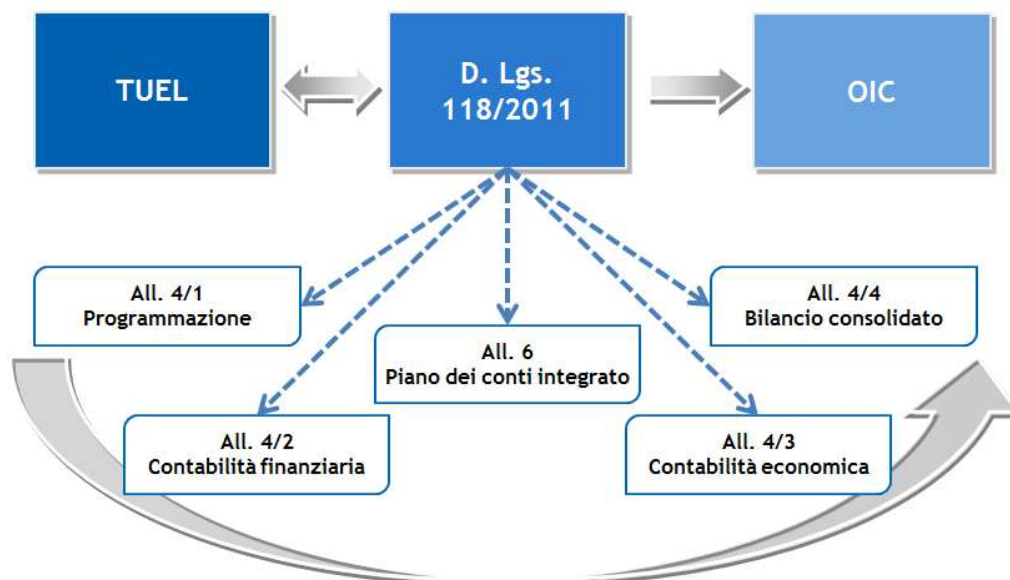 TUEL
D. Lgs.
118/2011
OIC
All. 4/1
Programmazione
All. 4/4
Bilancio consolidato
All. 6
Piano dei conti integrato
All. 4/2
Contabilità finanziaria
All. 4/3
Contabilità economica